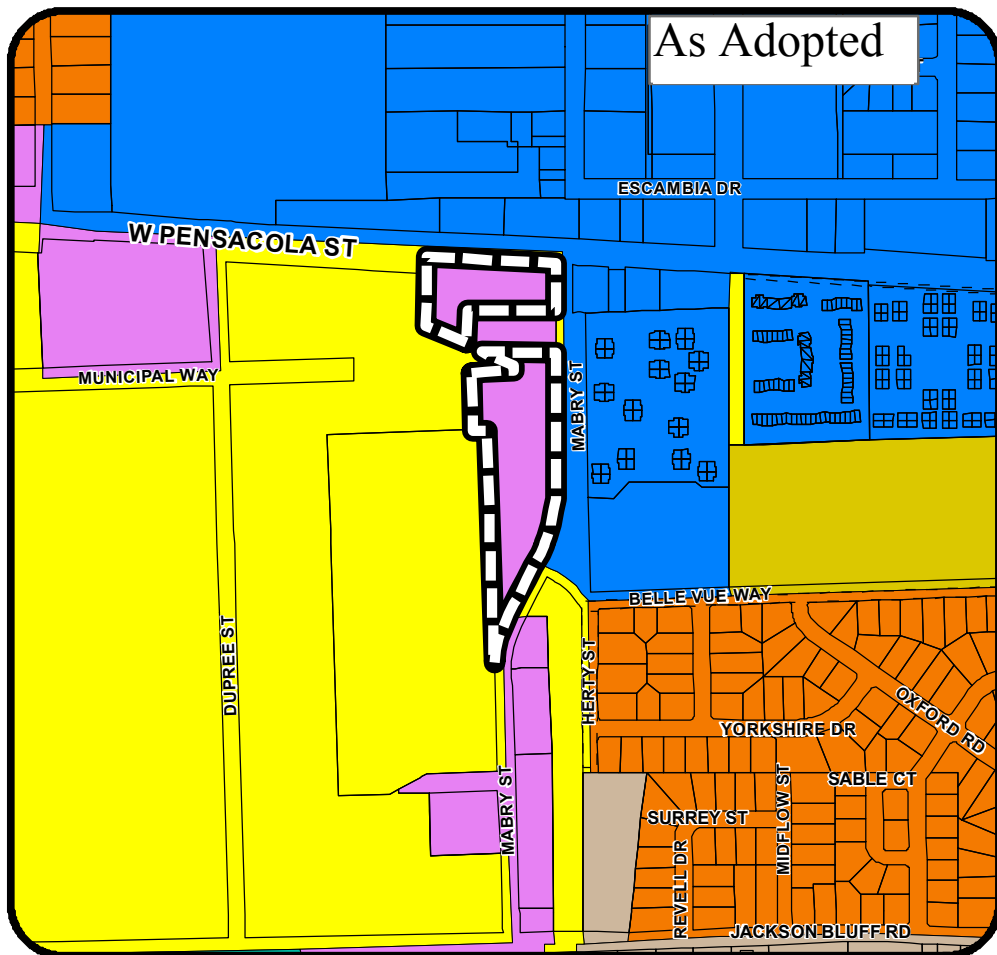 As Adopted
ESCAMBIA DR
W PENSACOLA ST
MUNICIPAL WAY
MABRY ST
BELLE VUE WAY
DUPREE ST
HERTY ST
OXFORD RD
YORKSHIRE DR
SABLE CT
MABRY ST
MIDFLOW ST
SURREY ST
REVELL DR
JACKSON BLUFF RD